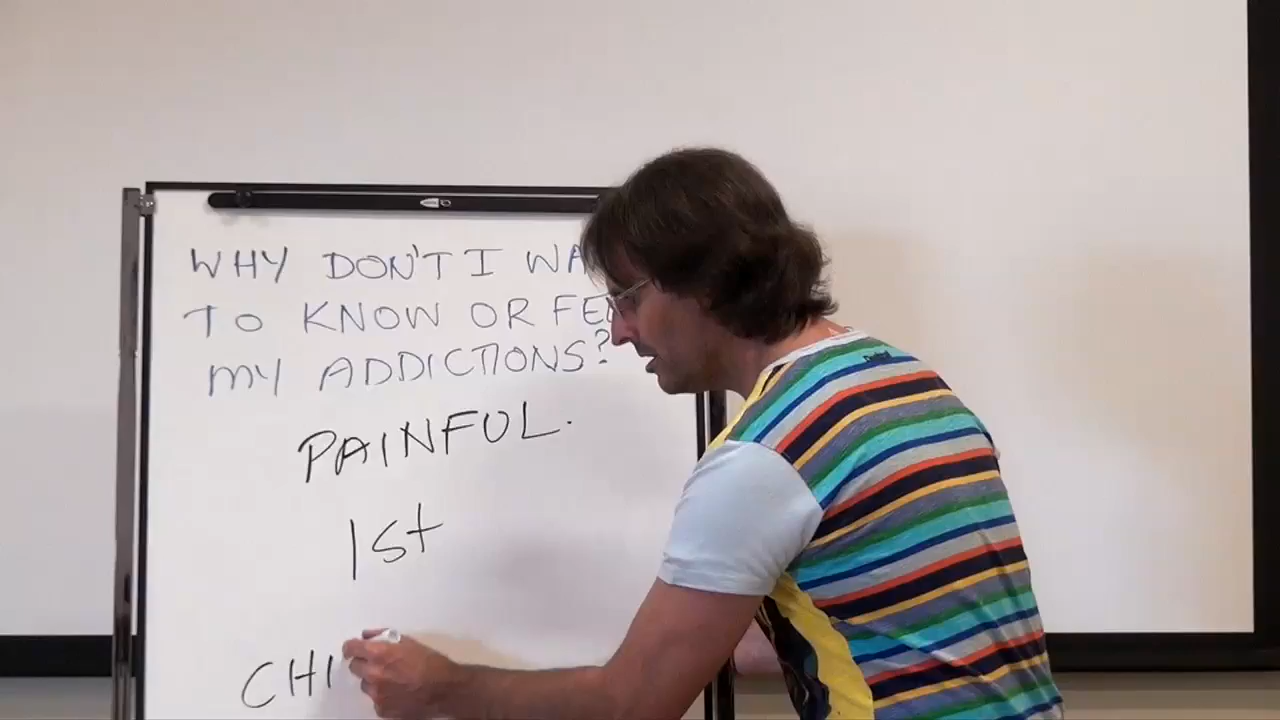 WHY DON'T I WA
TO KNOW OR FE
MY ADDICTIONS?
PAINFUL.
1st
CHI